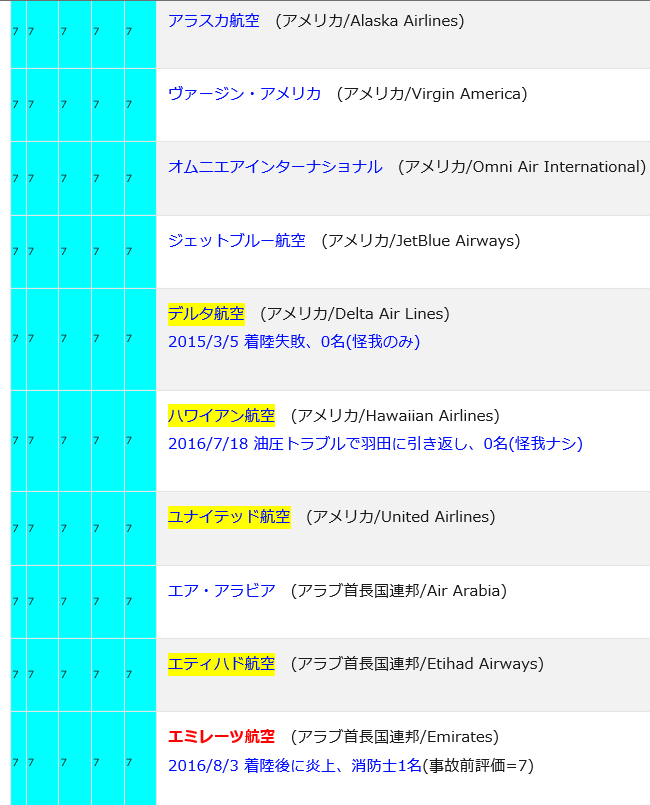 7 7 7 7 7 アラスカ航空 (アメリカ/Alaska Airlines)
7 7 7 7 7 ヴァージン・アメリカ (アメリカ/Virgin America)
7 7 7 7 7 オムニエアインターナショナル (アメリカ/Omni Air International)
7 7 7 7 7 ジェットブルー航空 (アメリカ/JetBlue Airways)
7 7 7 7 7 デルタ航空 (アメリカ/Delta Air Lines)
2015/3/5 着陸失敗、0名(怪我のみ)
7 7 7 7 7 ハワイアン航空 (アメリカ/Hawaiian Airlines)
2016/7/18 油圧トラブルで羽田に引き返し、0名(怪我ナシ)
7 7 7 7 7 ユナイテッド航空 (アメリカ/United Airlines)
7 7 7 7 7 エア・アラビア (アラブ首長国連邦/Air Arabia)
7 7 7 7 7 エティハド航空 (アラブ首長国連邦/Etihad Airways)
7 7 7 7 7 エミレーツ航空 (アラブ首長国連邦/Emirates)
2016/8/3 着陸後に炎上、消防士1名(事故前評価=7)